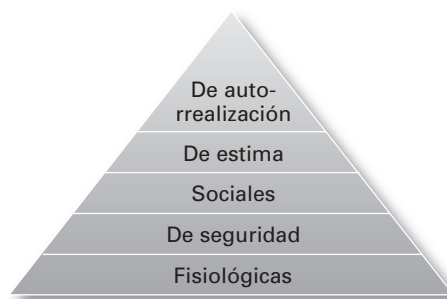 De auto-
rrealización
De estima
Sociales
De seguridad
Fisiológicas